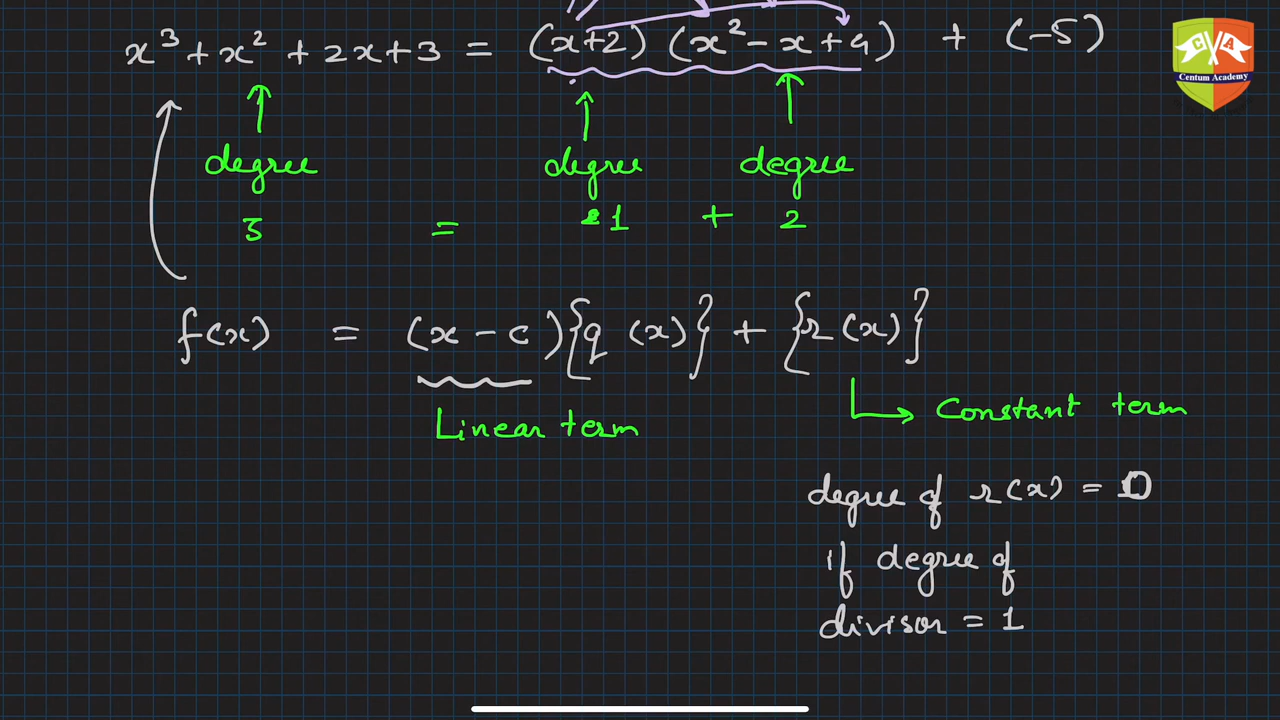 x³ + x² + 2x + 3 = (x+2) (x² - x + 4) + (-5)
C A
Centum Academy
degree degree degree
3 = 1 + 2
f(x) = (x - c) {q (x)} + {r (x)}
Linear term
Constant term
degree of r(x) = 0
if degree of
divisor = 1